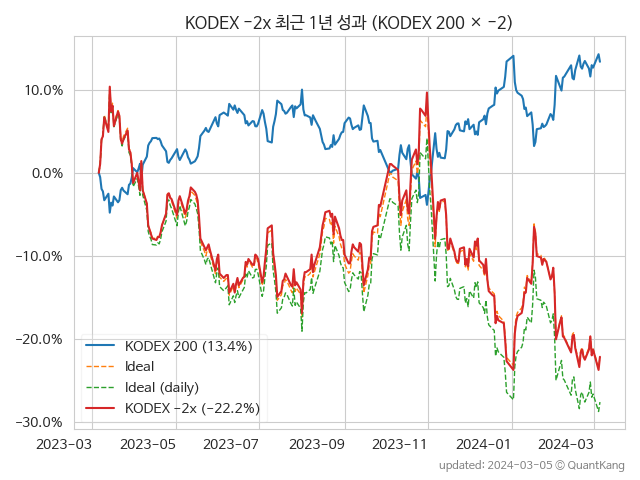 KODEX -2x 최근 1년 성과 (KODEX 200 × -2)
10.0%
0.0%
-10.0%
-20.0%
-30.0%
KODEX 200 (13.4%)
Ideal
Ideal (daily)
KODEX -2x (-22.2%)
2023-03
2023-05
2023-07
2023-09
2023-11
2024-01
2024-03
updated: 2024-03-05 © QuantKang